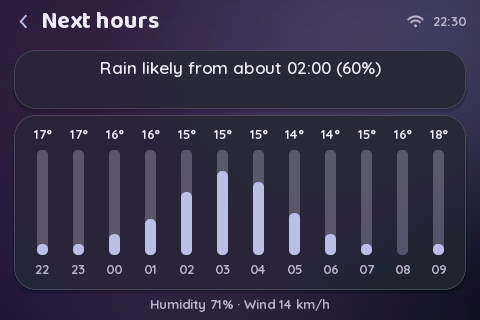 Next hours
22:30
Rain likely from about 02:00 (60%)
17° 17° 16° 16° 15° 15° 15° 14° 14° 15° 16° 18°
22 23 00 01 02 03 04 05 06 07 08 09
Humidity 71% · Wind 14 km/h